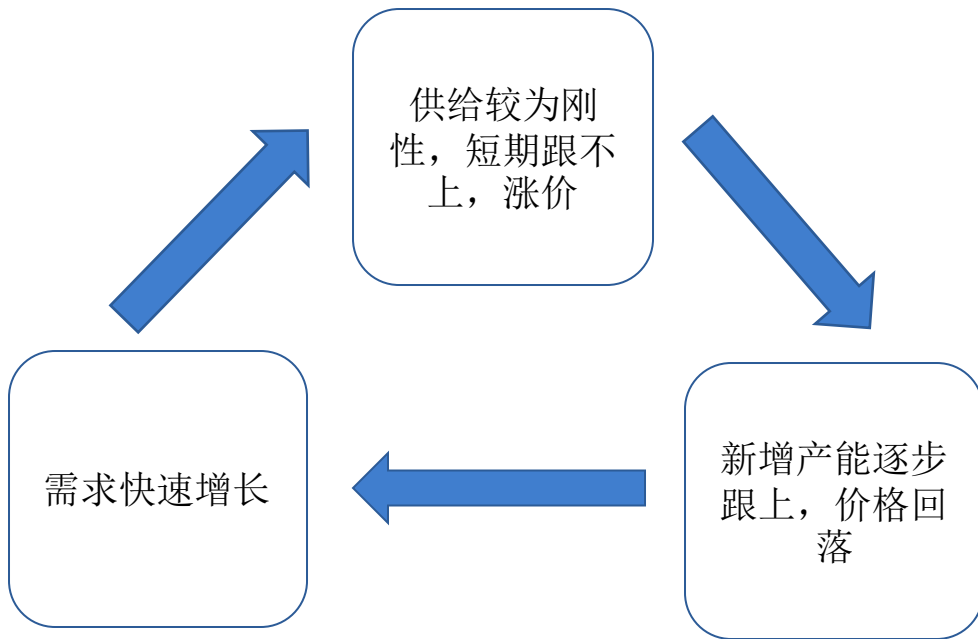 供给较为刚
性，短期跟不
上，涨价
需求快速增长
新增产能逐步
跟上，价格回
落